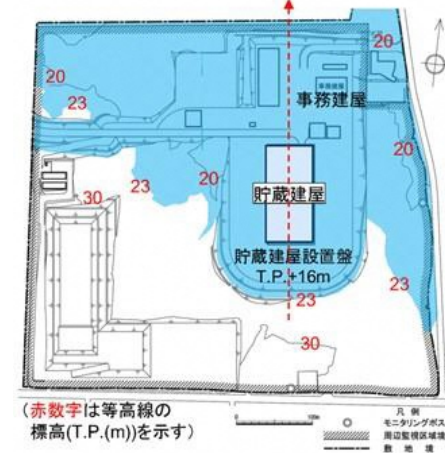 20
20
23
事務建屋
20
23
20
30
貯蔵建屋
貯蔵建屋設置盤
T.P.+16m
23
23
30
(赤数字は等高線の
標高(T.P.(m))を示す)
凡 例
モニタリングポス
周辺監視区域境
敷 地 境